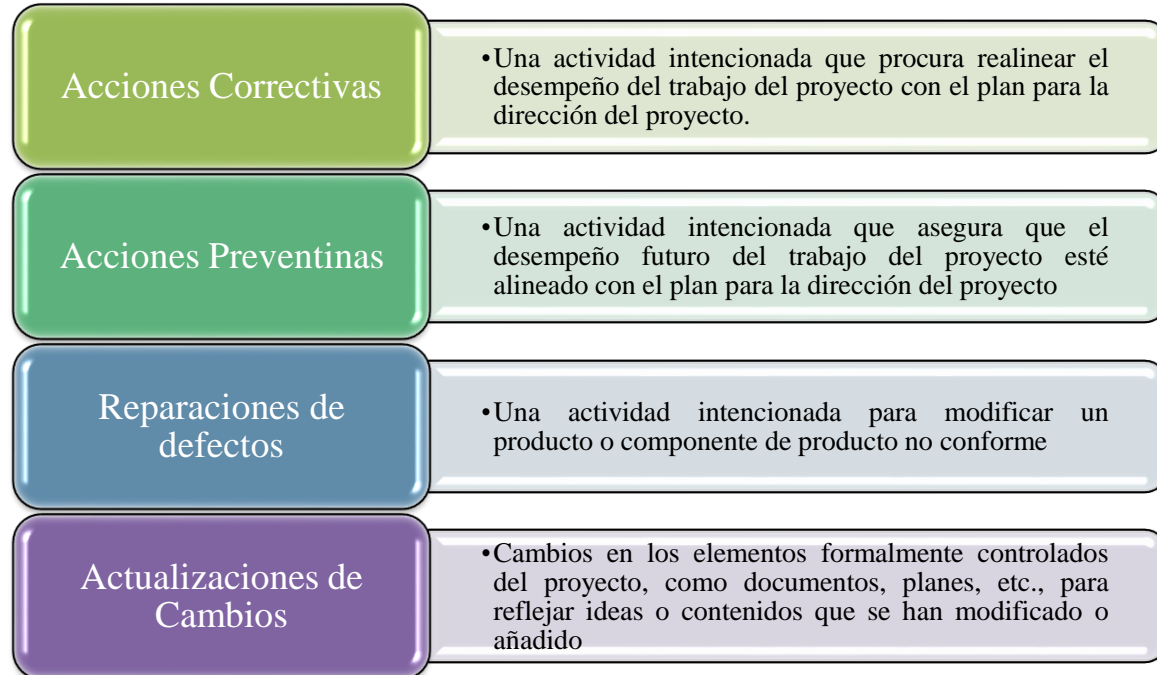 Acciones Correctivas
•Una actividad intencionada que procura realinear el
desempeño del trabajo del proyecto con el plan para la
dirección del proyecto.
Acciones Preventinas
•Una actividad intencionada que asegura que el
desempeño futuro del trabajo del proyecto esté
alineado con el plan para la dirección del proyecto
Reparaciones de
defectos
•Una actividad intencionada para modificar un
producto o componente de producto no conforme
Actualizaciones de
Cambios
•Cambios en los elementos formalmente controlados
del proyecto, como documentos, planes, etc., para
reflejar ideas o contenidos que se han modificado o
añadido